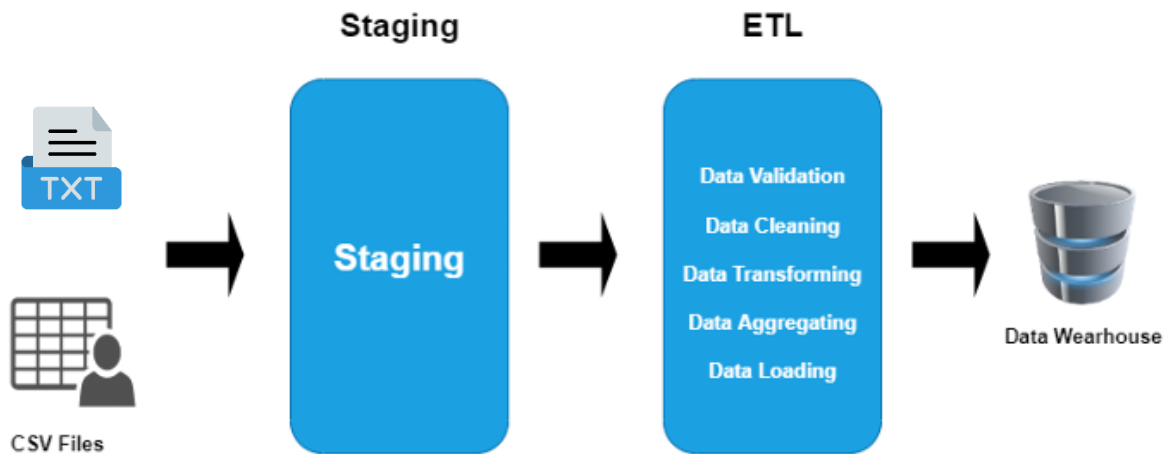 Staging
ETL
TXT
CSV Files
Staging
Data Validation
Data Cleaning
Data Transforming
Data Aggregating
Data Loading
Data Wearhouse